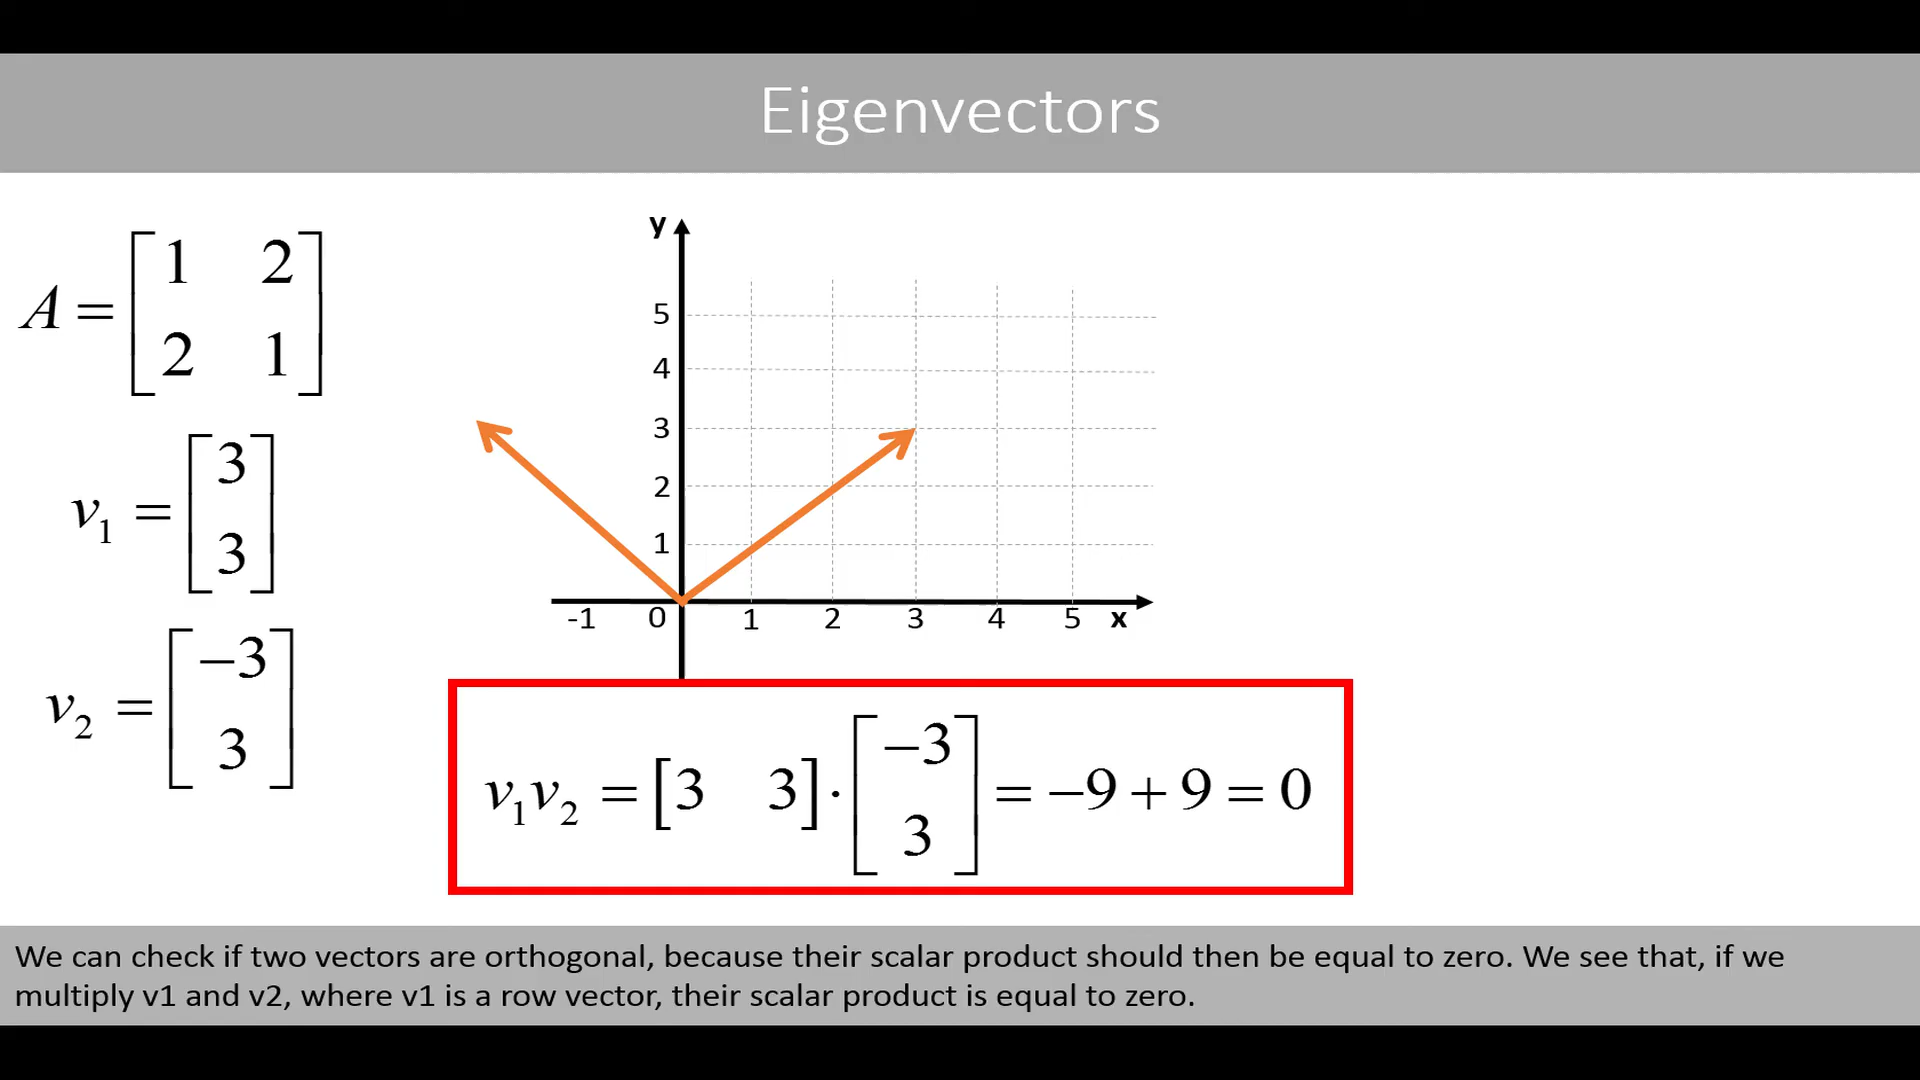 Eigenvectors
A = [1 2
2 1]
v₁ = [3
3]
v₂ = [−3
3]
y
5
4
3
2
1
-1 0 1 2 3 4 5 x
v₁v₂ = [3 3] · [−3
3] = −9 + 9 = 0
We can check if two vectors are orthogonal, because their scalar product should then be equal to zero. We see that, if we
multiply v1 and v2, where v1 is a row vector, their scalar product is equal to zero.